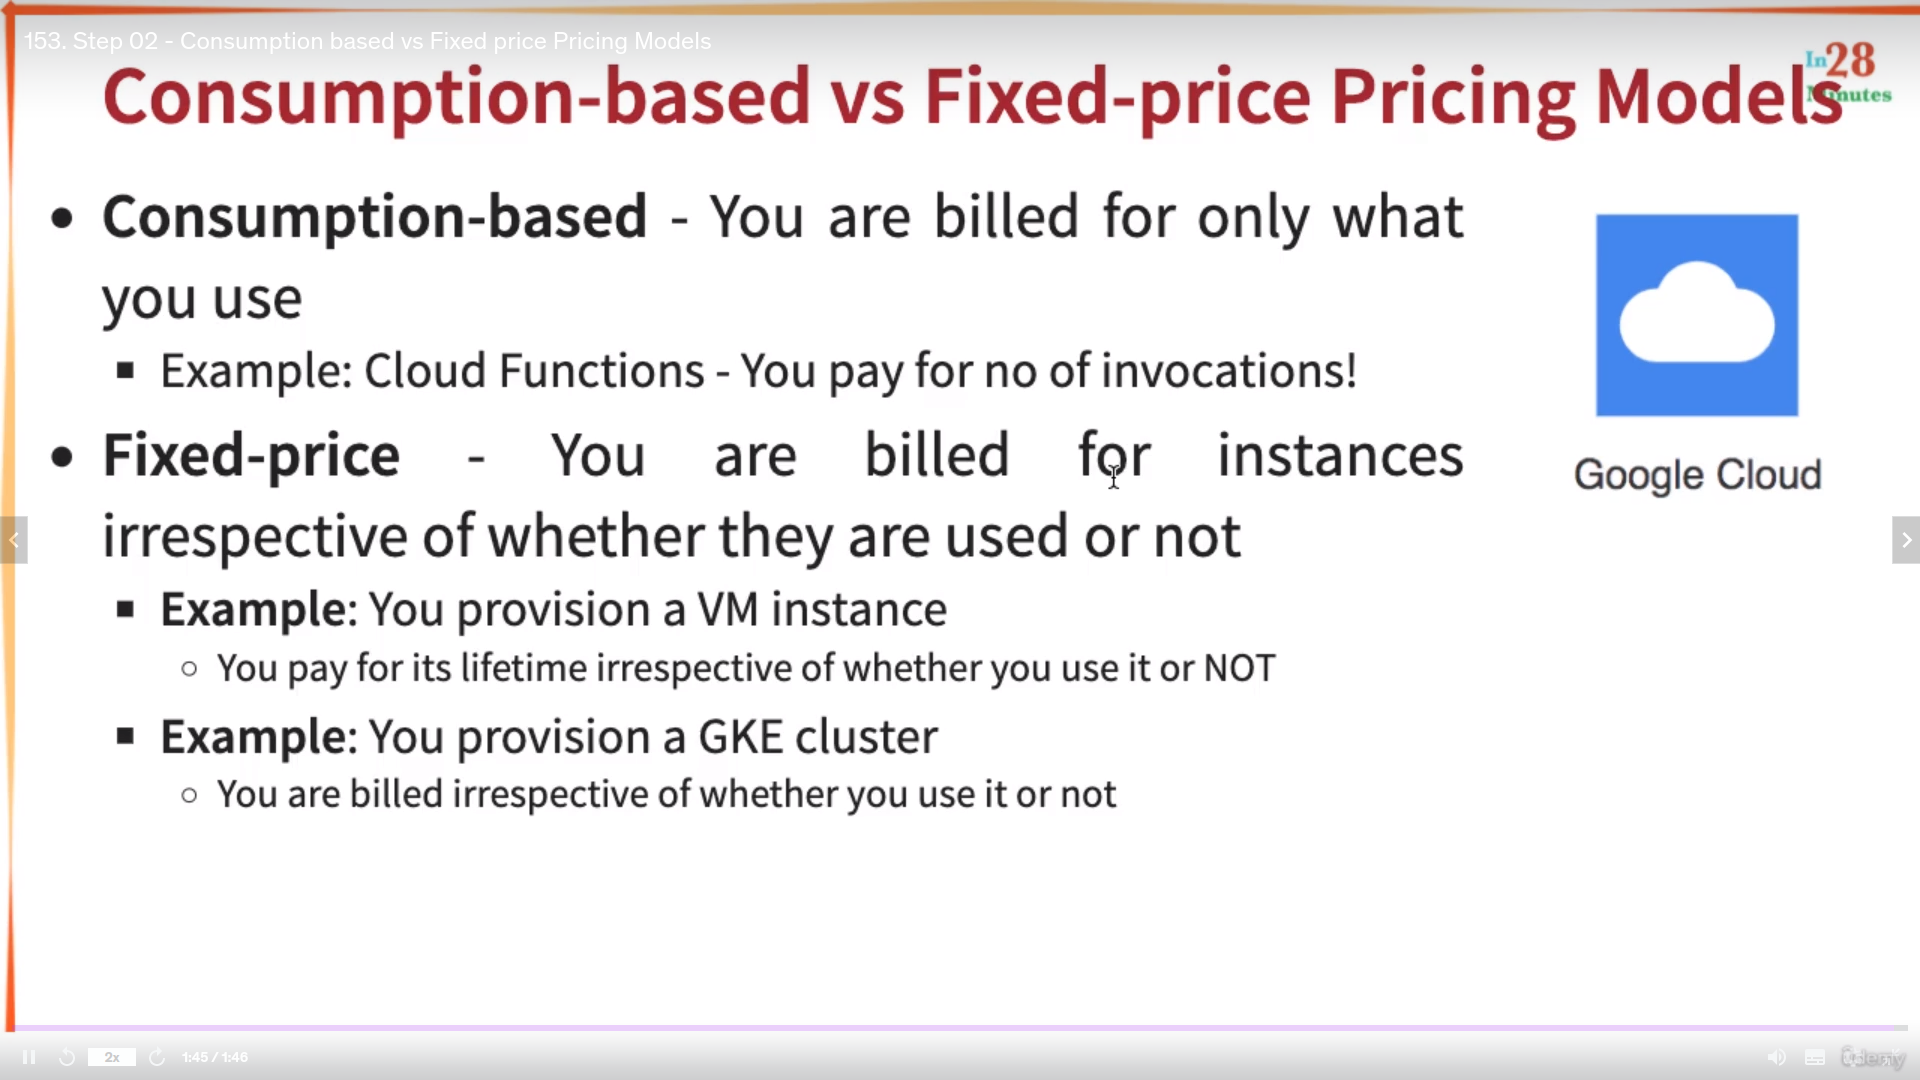 153. Step 02 - Consumption based vs Fixed price Pricing Models
In28
Minutes
Consumption-based vs Fixed-price Pricing Models
• Consumption-based - You are billed for only what
you use
▪ Example: Cloud Functions - You pay for no of invocations!
• Fixed-price - You are billed for instances
irrespective of whether they are used or not
▪ Example: You provision a VM instance
○ You pay for its lifetime irrespective of whether you use it or NOT
▪ Example: You provision a GKE cluster
○ You are billed irrespective of whether you use it or not
Google Cloud
2x
1:45 / 1:46
Udemy